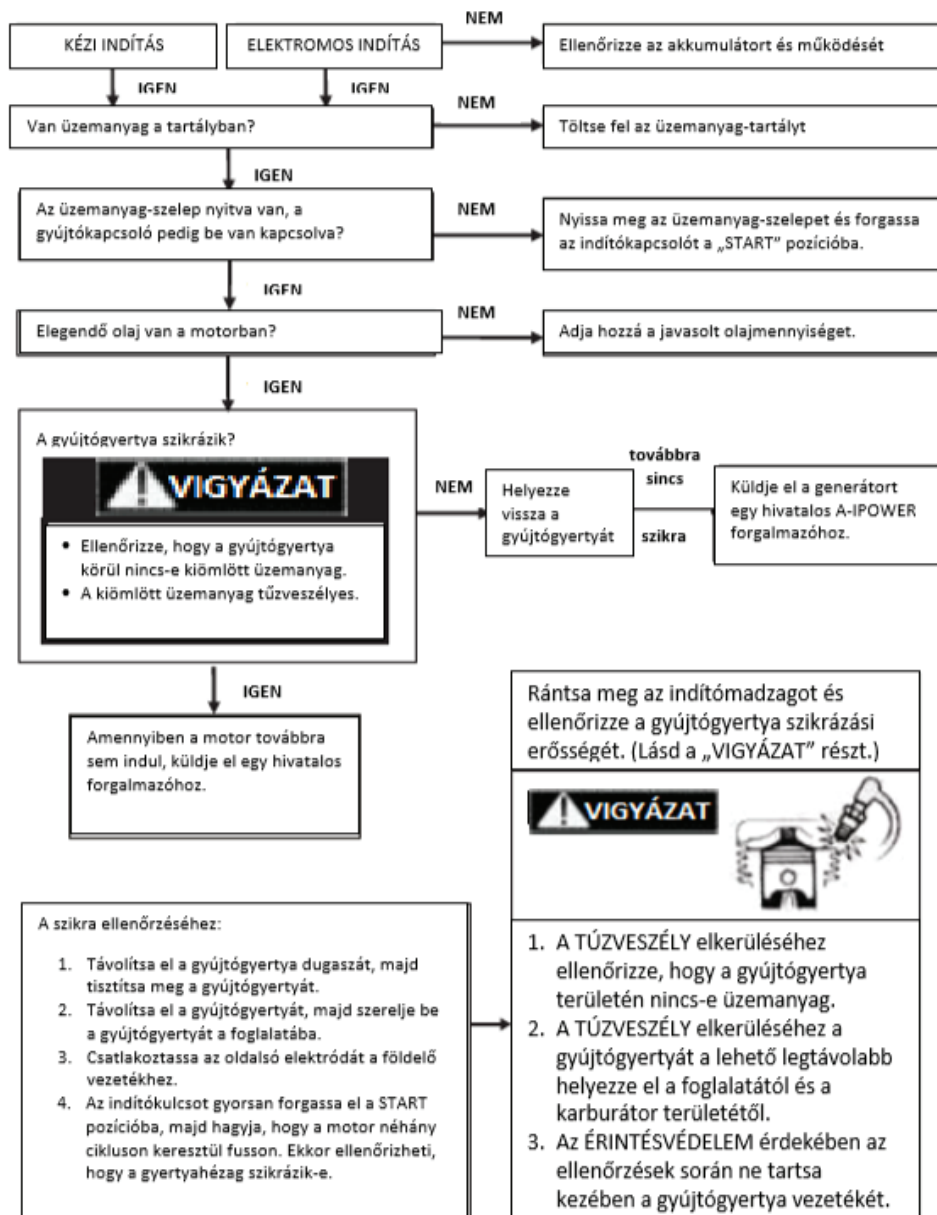 NEM
KÉZI INDÍTÁS
ELEKTROMOS INDÍTÁS
Ellenőrizze az akkumulátort és működését
IGEN
IGEN
NEM
Van üzemanyag a tartályban?
Töltse fel az üzemanyag-tartályt
IGEN
Az üzemanyag-szelep nyitva van, a
gyújtókapcsoló pedig be van kapcsolva?
NEM
Nyissa meg az üzemanyag-szelepet és forgassa
az indítókapcsolót a „START” pozícióba.
IGEN
Elegendő olaj van a motorban?
NEM
Adja hozzá a javasolt olajmennyiséget.
IGEN
A gyújtógyertya szikrázik?
VIGYÁZAT
• Ellenőrizze, hogy a gyújtógyertya
körül nincs-e kiömlött üzemanyag.
• A kiömlött üzemanyag tűzveszélyes.
NEM
Helyezze
vissza a
gyújtógyertyát
továbbra
sincs
szikra
Küldje el a generátort
egy hivatalos A-IPOWER
forgalmazóhoz.
IGEN
Amennyiben a motor továbbra
sem indul, küldje el egy hivatalos
forgalmazóhoz.
Rántsa meg az indítómadzagot és
ellenőrizze a gyújtógyertya szikrázási
erősségét. (Lásd a „VIGYÁZAT” részt.)
VIGYÁZAT
A szikra ellenőrzéséhez:
1. Távolítsa el a gyújtógyertya dugaszát, majd
tisztítsa meg a gyújtógyertyát.
2. Távolítsa el a gyújtógyertyát, majd szerelje be
a gyújtógyertyát a foglalatába.
3. Csatlakoztassa az oldalsó elektródát a földelő
vezetékhez.
4. Az indítókulcsot gyorsan forgassa el a START
pozícióba, majd hagyja, hogy a motor néhány
cikluson keresztül fusson. Ekkor ellenőrizheti,
hogy a gyertyahézag szikrázik-e.
1. A TÚZVESZÉLY elkerüléséhez
ellenőrizze, hogy a gyújtógyertya
területén nincs-e üzemanyag.
2. A TÚZVESZÉLY elkerüléséhez a
gyújtógyertyát a lehető legtávolabb
helyezze el a foglalatától és a
karburátor területétől.
3. Az ÉRINTÉSVÉDELEM érdekében az
ellenőrzések során ne tartsa
kezében a gyújtógyertya vezetékét.